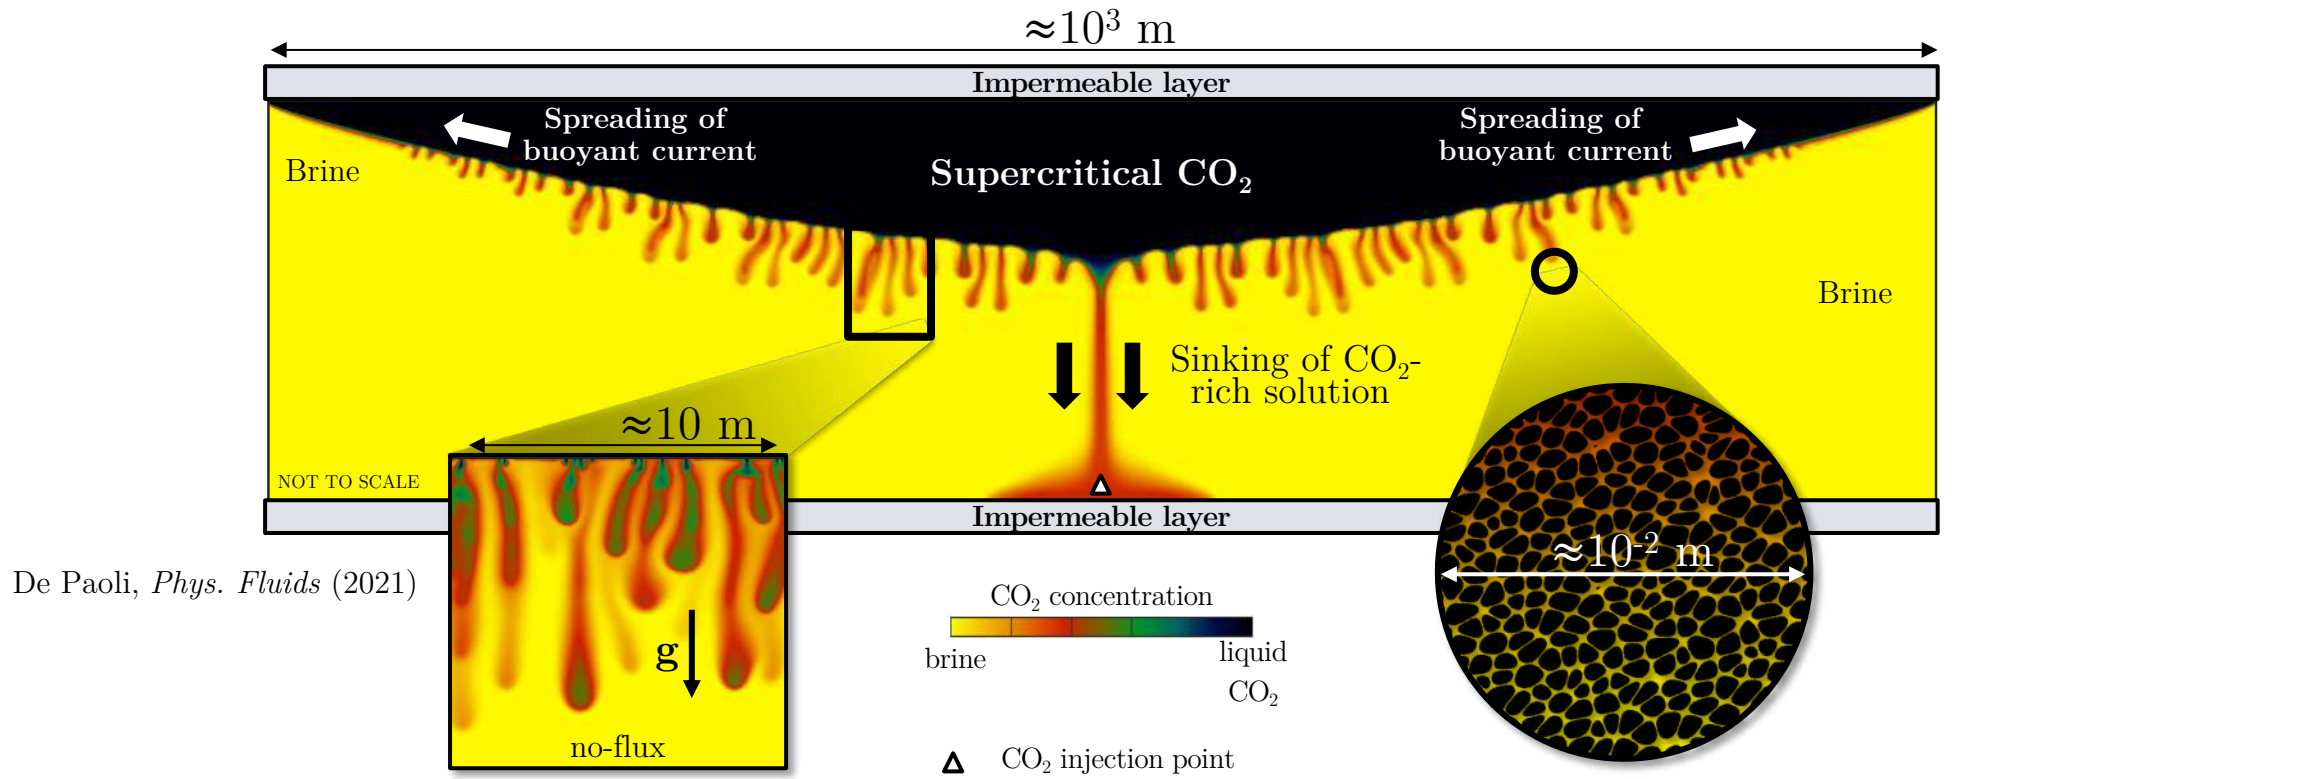 ≈10³ m
Impermeable layer
Spreading of
buoyant current
Spreading of
buoyant current
Brine
Supercritical CO₂
Brine
Sinking of CO₂-
rich solution
≈10 m
NOT TO SCALE
Impermeable layer
≈10⁻² m
De Paoli, Phys. Fluids (2021)
g
no-flux
CO₂ concentration
brine
liquid
CO₂
CO₂ injection point